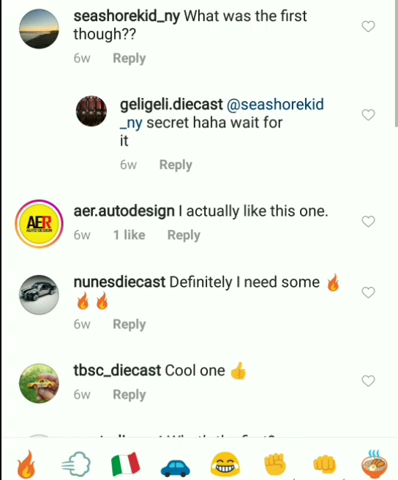 seashorekid_ny What was the first
though??
6w Reply
geligeli.diecast @seashorekid
_ny secret haha wait for
it
6w Reply
AER
aer.autodesign I actually like this one.
6w 1 like Reply
nunesdiecast Definitely I need some 🔥
🔥🔥
6w Reply
tbsc_diecast Cool one 👍
6w Reply